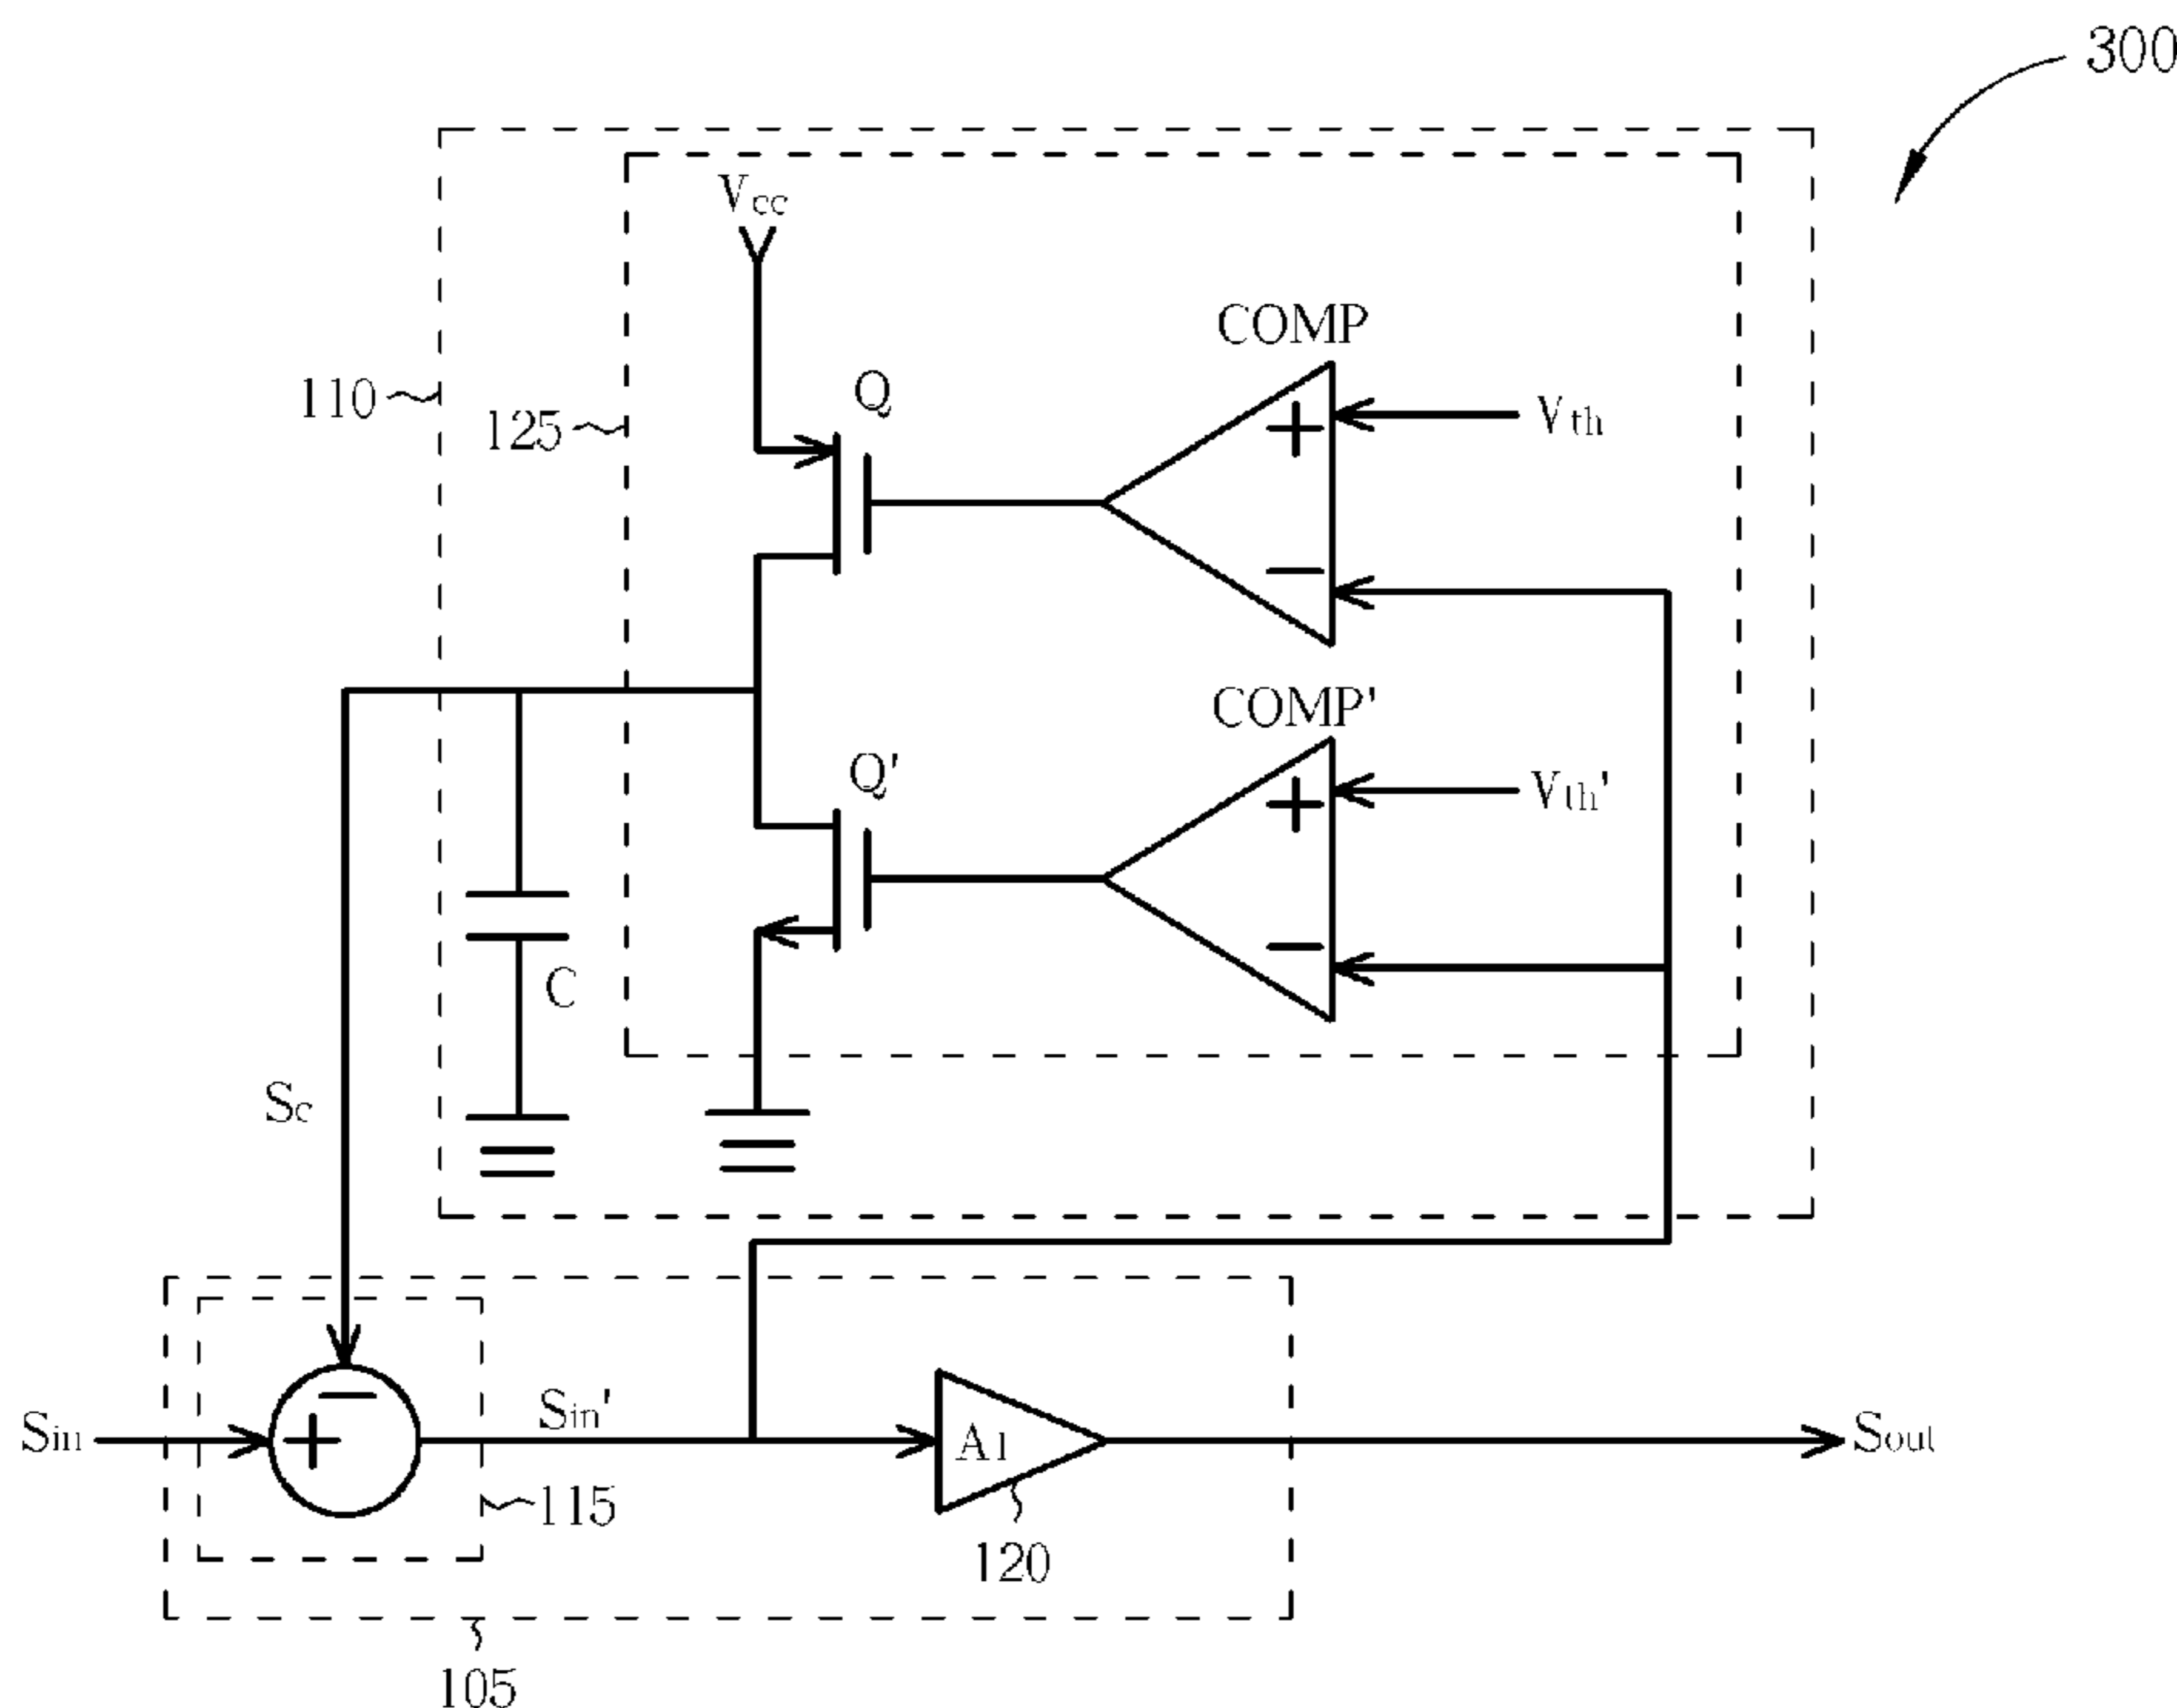 300
Vcc
COMP
110
125
Q
Vth
+
−
COMP'
Q'
Vth'
+
−
C
Sc
−
Sin
+
Sin'
A1
Sout
115
120
105